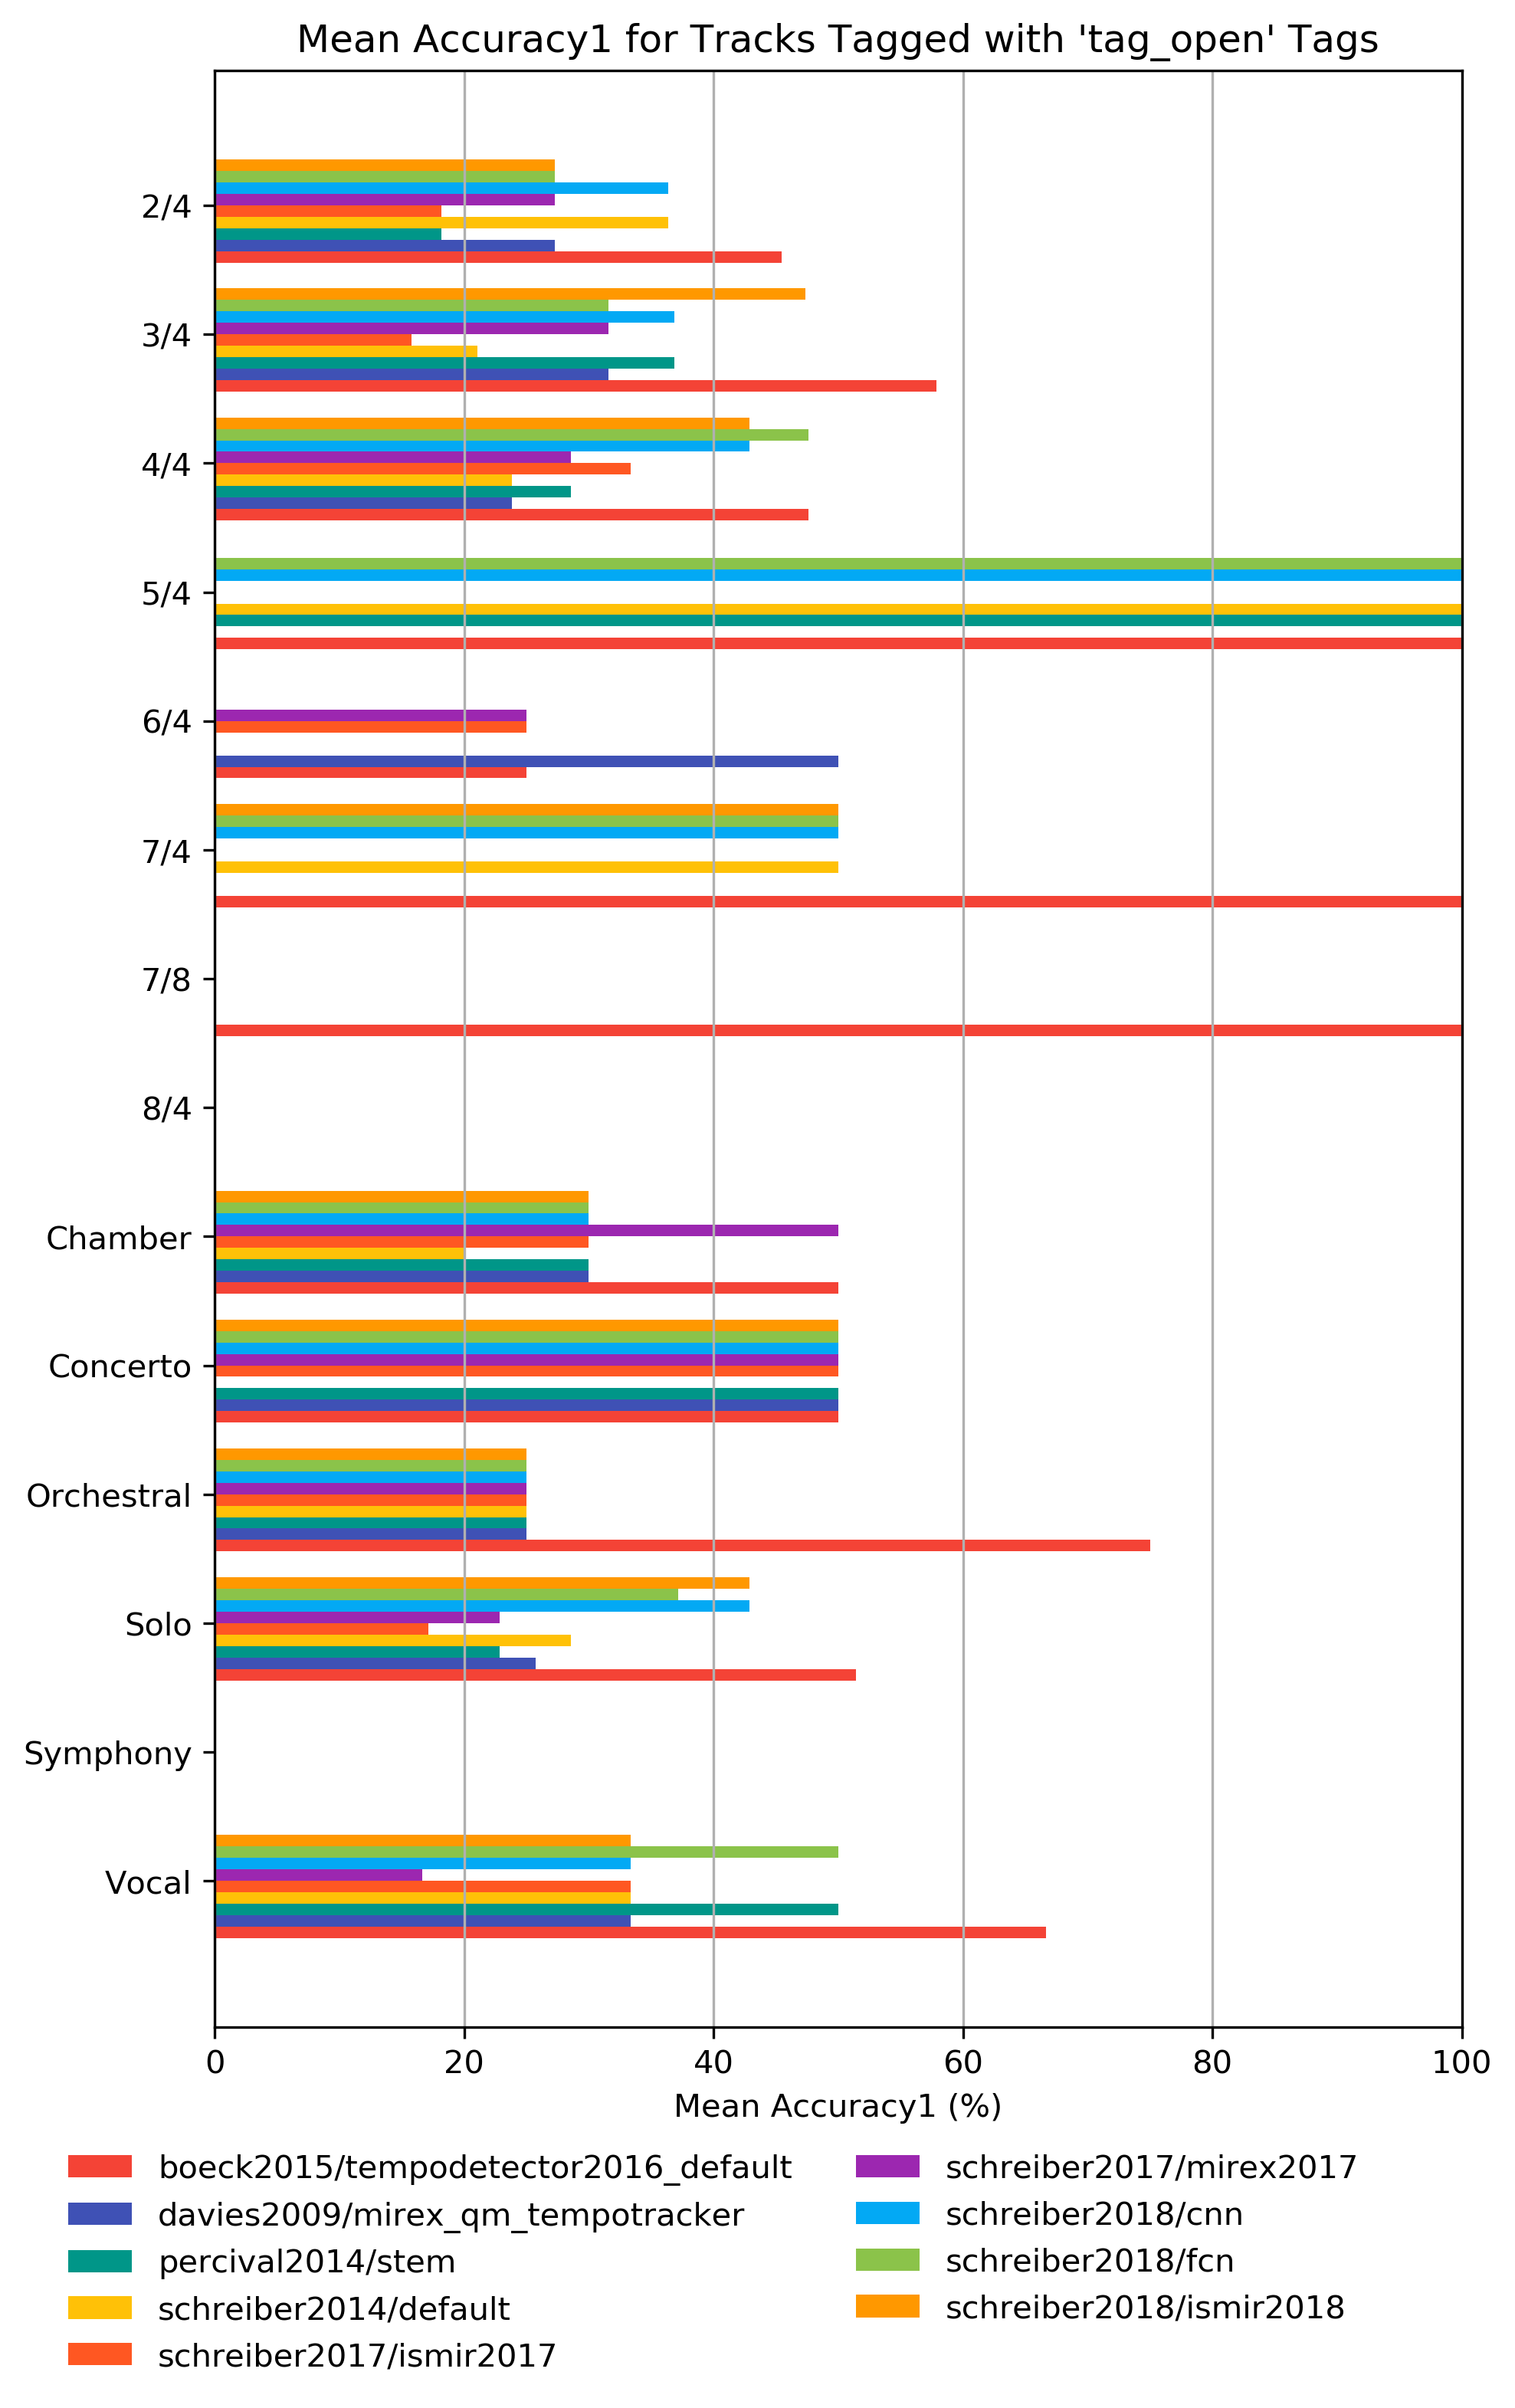 Mean Accuracy1 for Tracks Tagged with 'tag_open' Tags
2/4
3/4
4/4
5/4
6/4
7/4
7/8
8/4
Chamber
Concerto
Orchestral
Solo
Symphony
Vocal
0 20 40 60 80 100
Mean Accuracy1 (%)
boeck2015/tempodetector2016_default
davies2009/mirex_qm_tempotracker
percival2014/stem
schreiber2014/default
schreiber2017/ismir2017
schreiber2017/mirex2017
schreiber2018/cnn
schreiber2018/fcn
schreiber2018/ismir2018